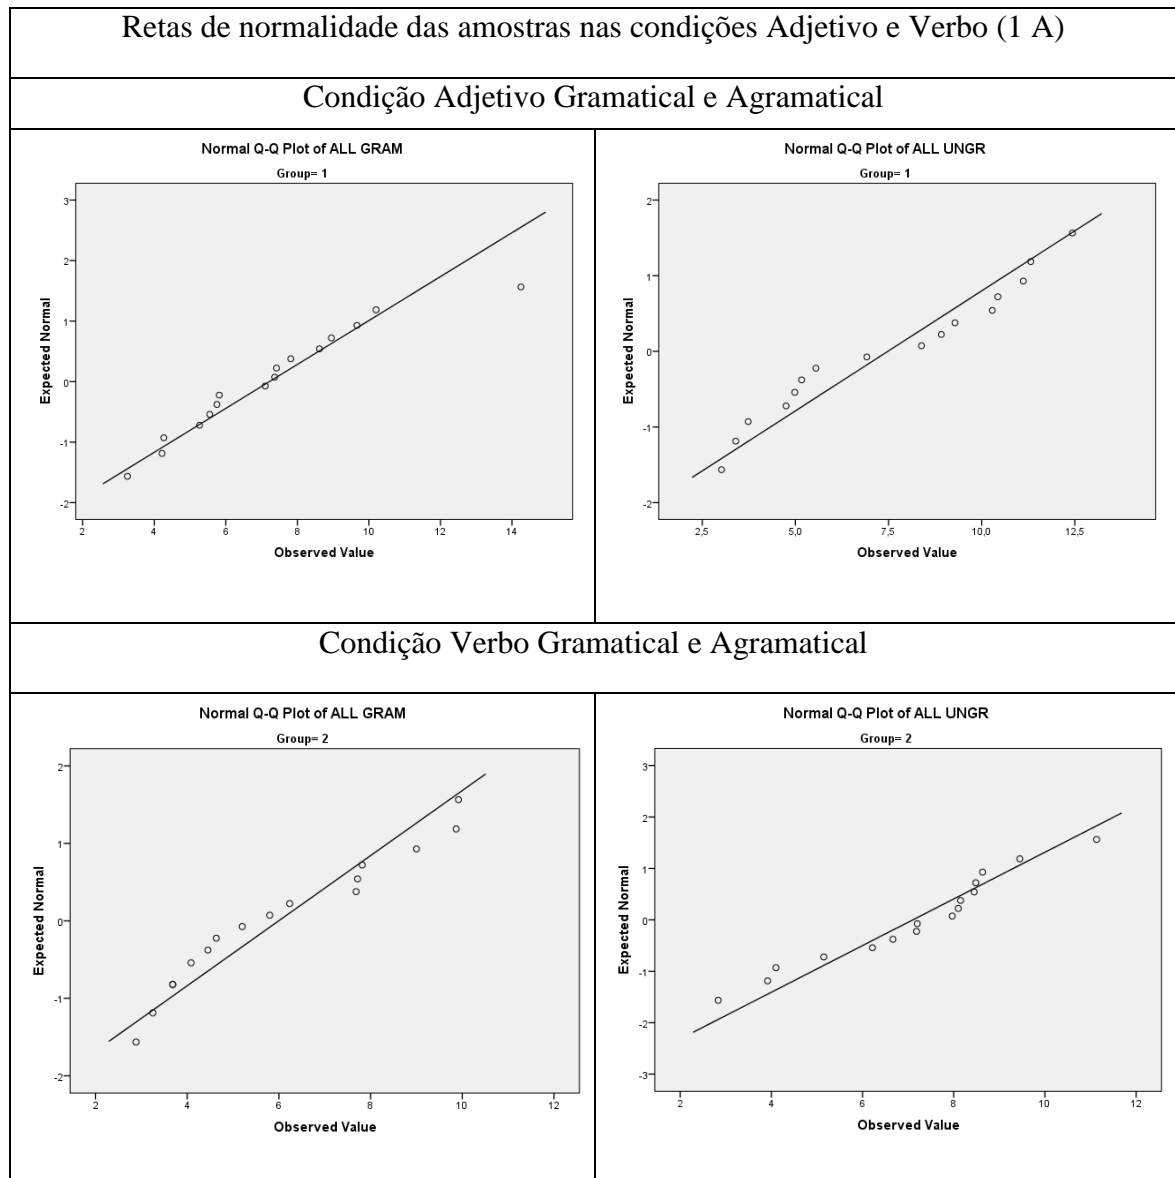 Retas de normalidade das amostras nas condições Adjetivo e Verbo (1 A)
Condição Adjetivo Gramatical e Agramatical
Normal Q-Q Plot of ALL GRAM
Group= 1
3
2
1
0
-1
-2
Expected Normal
2 4 6 8 10 12 14
Observed Value
Normal Q-Q Plot of ALL UNGR
Group= 1
2
1
0
-1
-2
Expected Normal
2,5 5,0 7,5 10,0 12,5
Observed Value
Condição Verbo Gramatical e Agramatical
Normal Q-Q Plot of ALL GRAM
Group= 2
2
1
0
-1
-2
Expected Normal
2 4 6 8 10 12
Observed Value
Normal Q-Q Plot of ALL UNGR
Group= 2
3
2
1
0
-1
-2
-3
Expected Normal
2 4 6 8 10 12
Observed Value